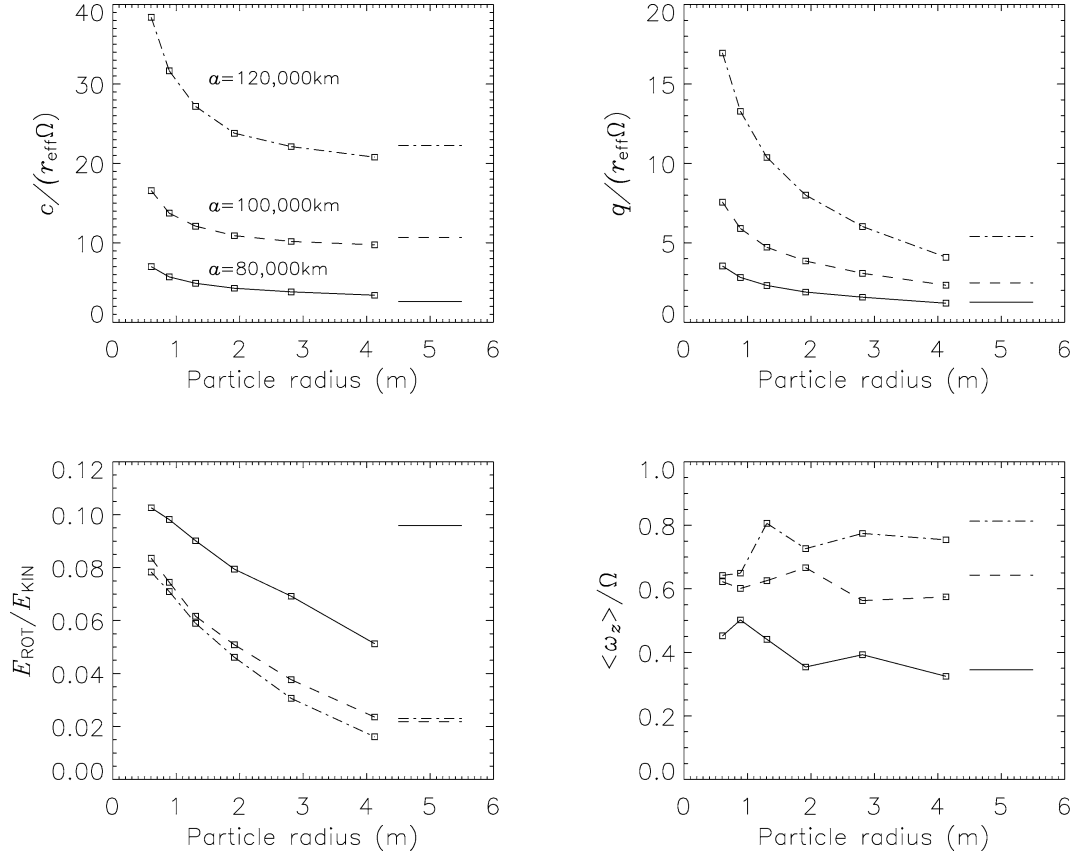 40
30
20
10
0
c/(r_eff Ω)
a=120,000km
a=100,000km
a=80,000km
0 1 2 3 4 5 6
Particle radius (m)
20
15
10
5
0
q/(r_eff Ω)
0 1 2 3 4 5 6
Particle radius (m)
0.12
0.10
0.08
0.06
0.04
0.02
0.00
E_ROT/E_KIN
0 1 2 3 4 5 6
Particle radius (m)
1.0
0.8
0.6
0.4
0.2
0.0
<ω_z>/Ω
0 1 2 3 4 5 6
Particle radius (m)